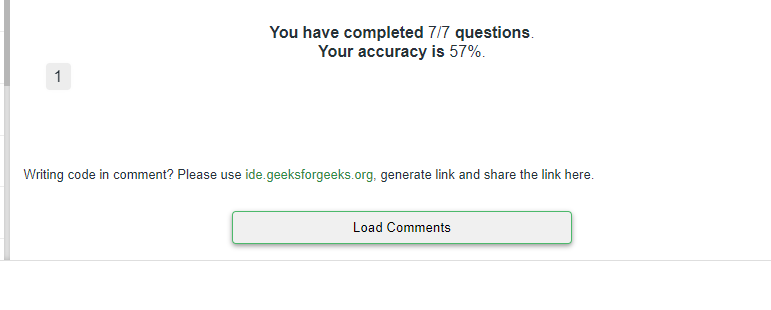 You have completed 7/7 questions.
Your accuracy is 57%.
1
Writing code in comment? Please use ide.geeksforgeeks.org, generate link and share the link here.
Load Comments